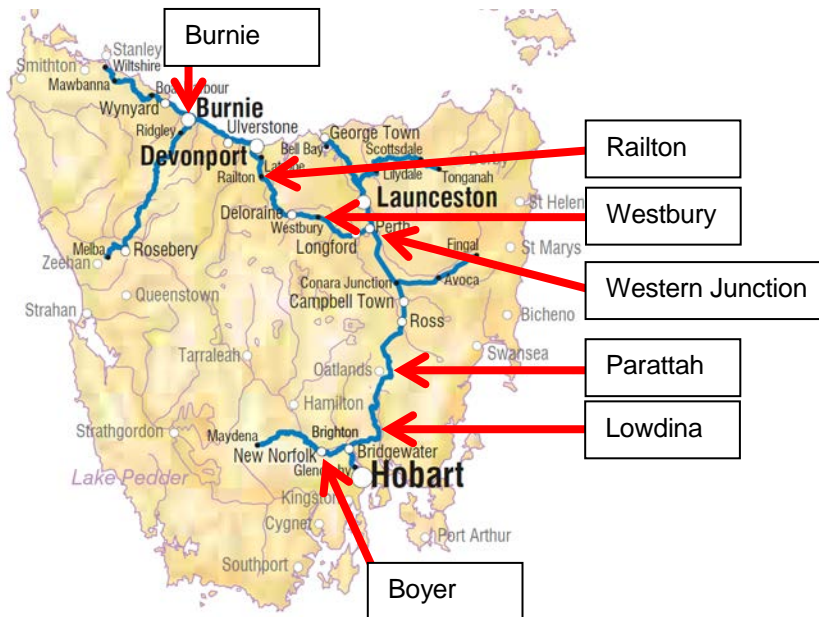 Burnie
Stanley
Smithton
Wiltshire
Mawbanna
Wynyard
Burnie
Ridgley
Ulverstone
George Town
Bell Bay
Scottsdale
Derby
Devonport
Latrobe
Railton
Lilydale
Tonganah
Railton
Launceston
St Helen
Deloraine
Westbury
Perth
Westbury
Longford
Fingal
St Marys
Melba
Rosebery
Zeehan
Conara Junction
Avoca
Western Junction
Queenstown
Campbell Town
Strahan
Ross
Bicheno
Tarraleah
Swansea
Oatlands
Parattah
Hamilton
Strathgordon
Maydena
Brighton
Lowdina
New Norfolk
Bridgewater
Lake Pedder
Hobart
Kingston
Cygnet
Port Arthur
Southport
Boyer